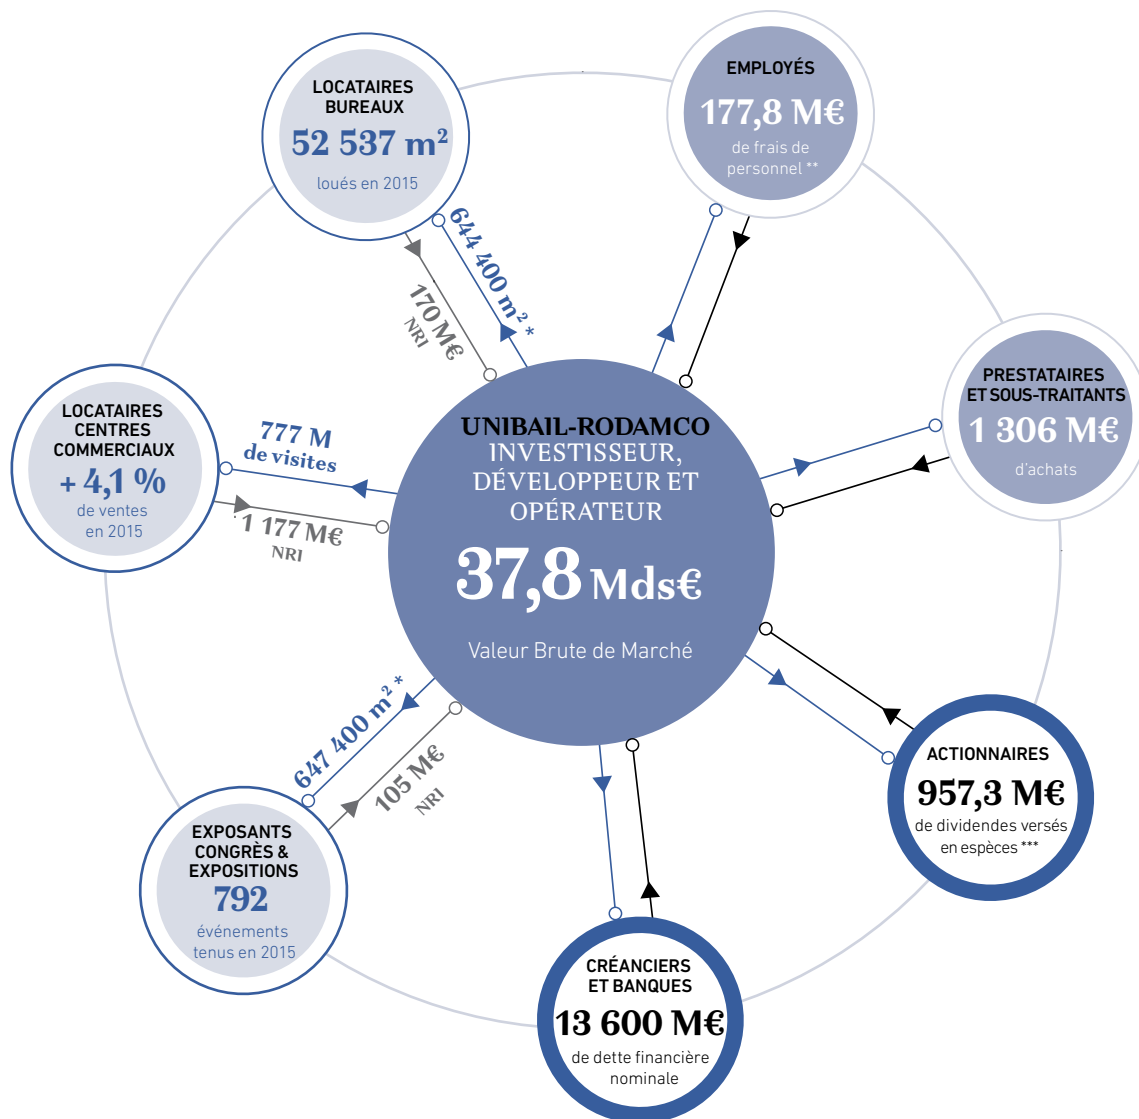 LOCATAIRES
BUREAUX
52 537 m²
loués en 2015
EMPLOYÉS
177,8 M€
de frais de
personnel **
644 400 m² *
170 M€
NRI
PRESTATAIRES
ET SOUS-TRAITANTS
1 306 M€
d'achats
LOCATAIRES
CENTRES
COMMERCIAUX
+ 4,1 %
de ventes
en 2015
777 M
de visites
1 177 M€
NRI
UNIBAIL-RODAMCO
INVESTISSEUR,
DÉVELOPPEUR ET
OPÉRATEUR
37,8 Mds€
Valeur Brute de Marché
647 400 m² *
105 M€
NRI
ACTIONNAIRES
957,3 M€
de dividendes versés
en espèces ***
EXPOSANTS
CONGRÈS &
EXPOSITIONS
792
événements
tenus en 2015
CRÉANCIERS
ET BANQUES
13 600 M€
de dette financière
nominale